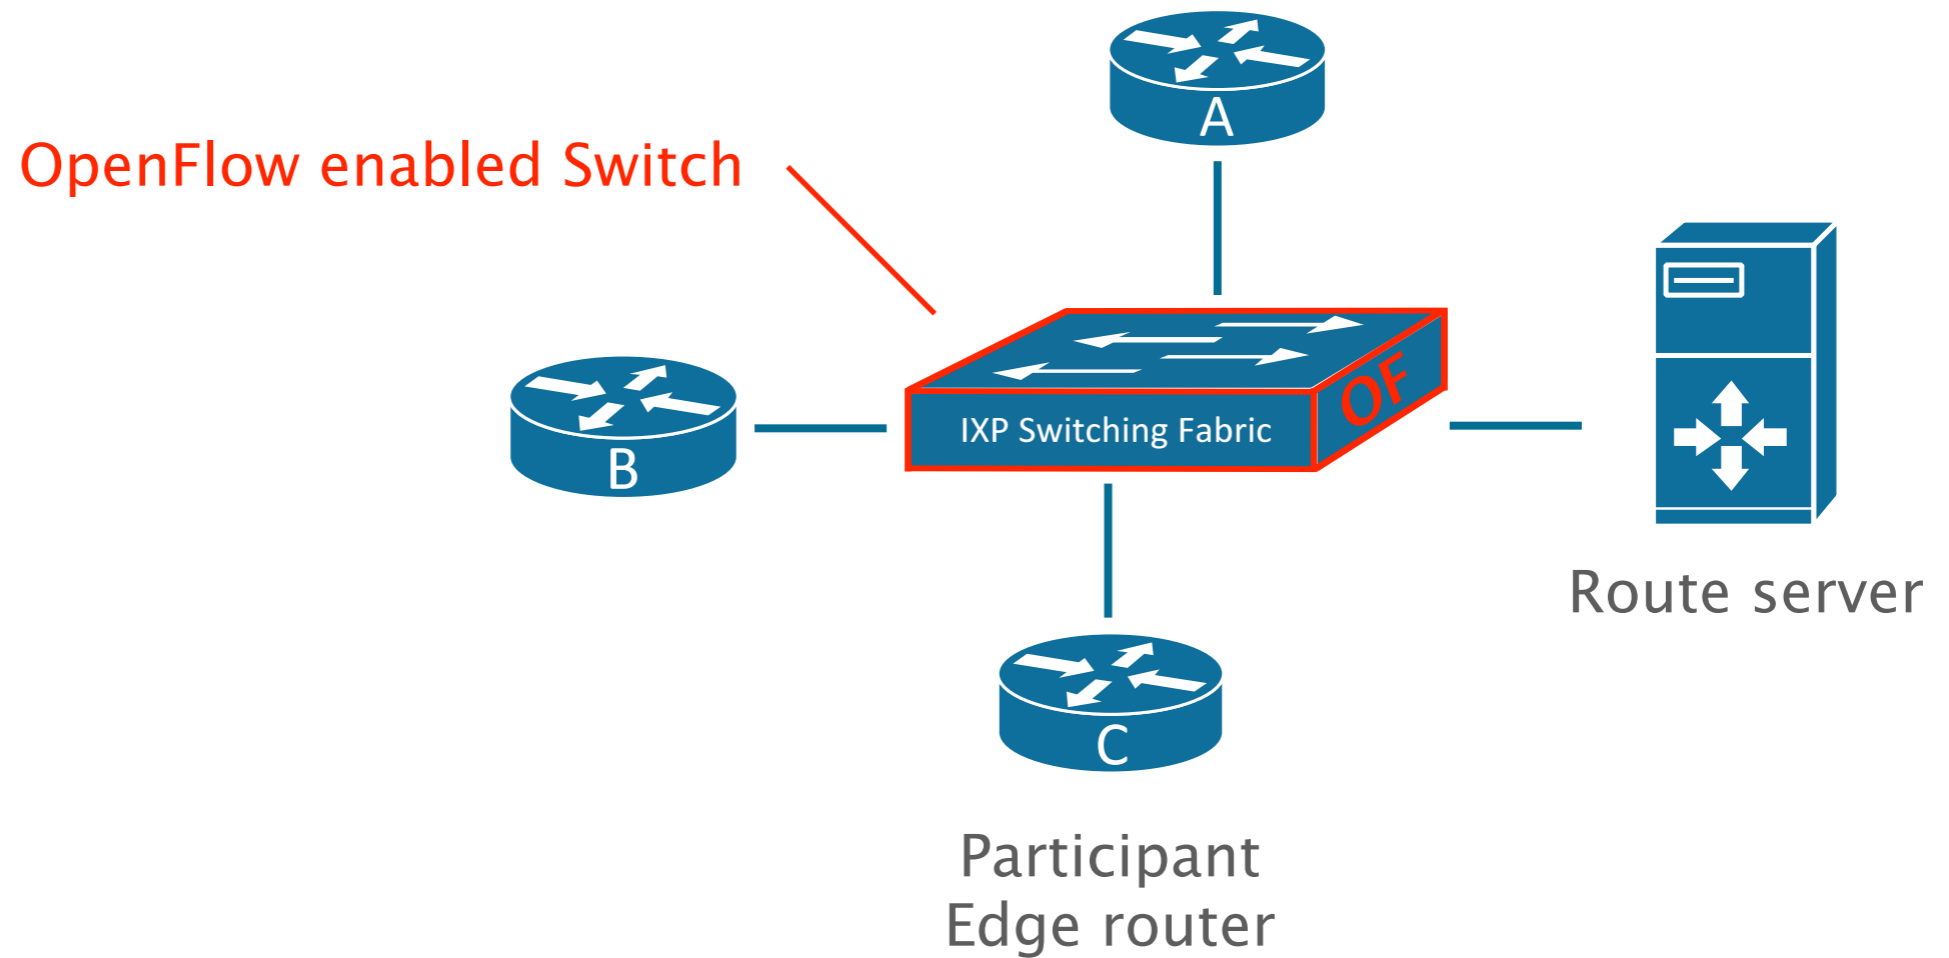 A
OpenFlow enabled Switch
OF
IXP Switching Fabric
B
Route server
C
Participant
Edge router